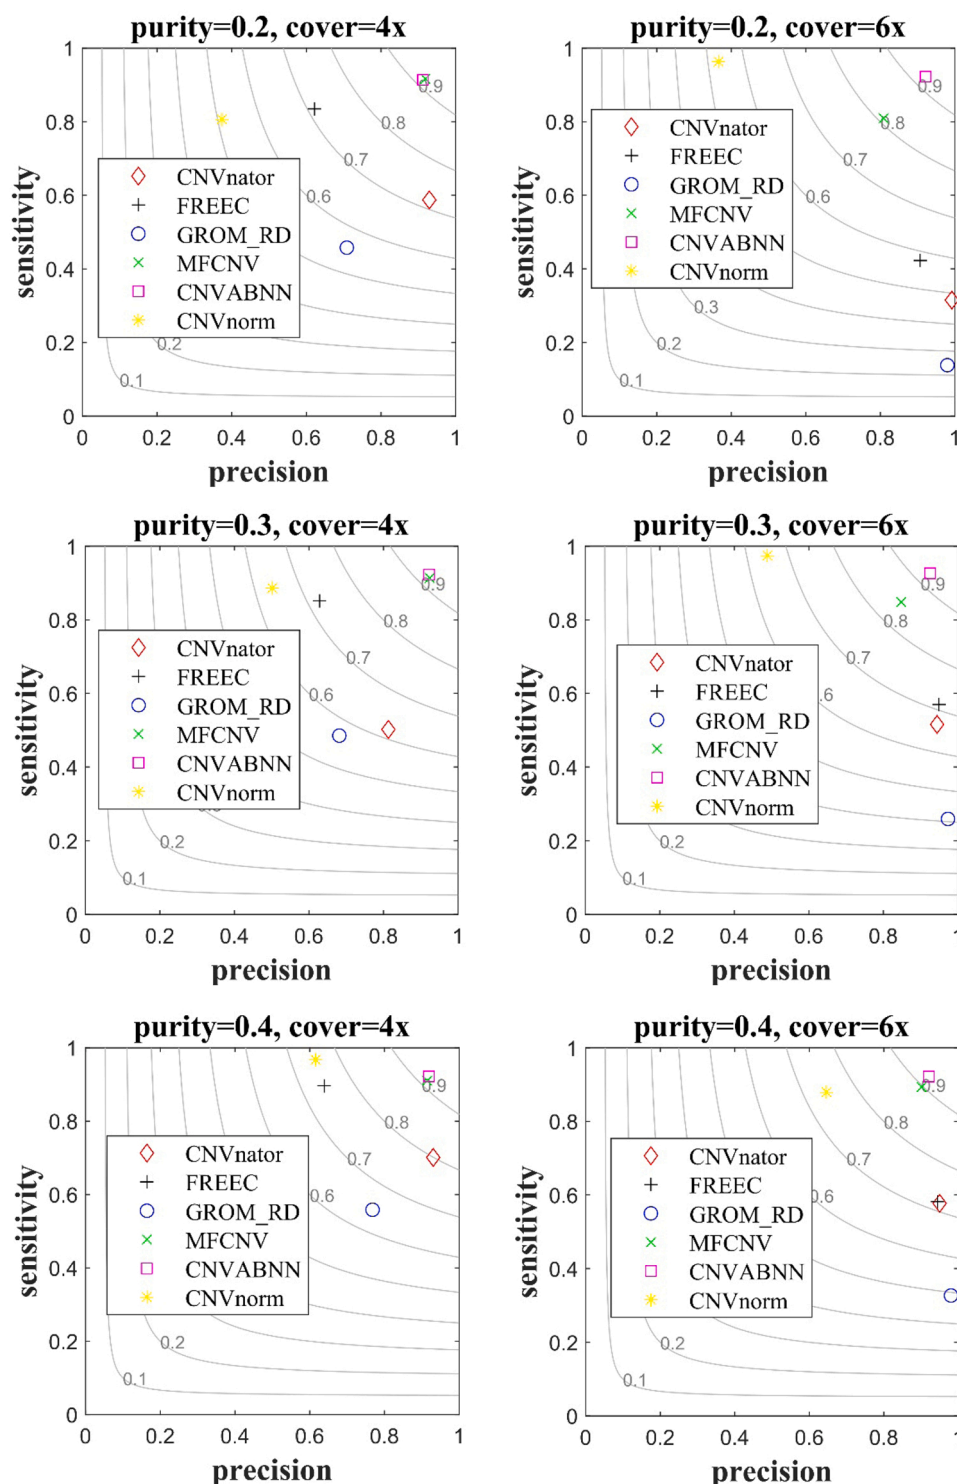 purity=0.2, cover=4x
1
0.8
0.6
0.4
0.2
0
sensitivity
0.9
0.8
0.7
0.6
0.2
0.1
CNVnator
FREEC
GROM_RD
MFCNV
CNVABNN
CNVnorm
0 0.2 0.4 0.6 0.8 1
precision
purity=0.2, cover=6x
1
0.8
0.6
0.4
0.2
0
sensitivity
0.9
0.8
0.7
0.6
0.3
0.2
0.1
CNVnator
FREEC
GROM_RD
MFCNV
CNVABNN
CNVnorm
0 0.2 0.4 0.6 0.8 1
precision
purity=0.3, cover=4x
1
0.8
0.6
0.4
0.2
0
sensitivity
0.9
0.8
0.7
0.6
0.2
0.1
CNVnator
FREEC
GROM_RD
MFCNV
CNVABNN
CNVnorm
0 0.2 0.4 0.6 0.8 1
precision
purity=0.3, cover=6x
1
0.8
0.6
0.4
0.2
0
sensitivity
0.9
0.8
0.7
0.2
0.1
CNVnator
FREEC
GROM_RD
MFCNV
CNVABNN
CNVnorm
0 0.2 0.4 0.6 0.8 1
precision
purity=0.4, cover=4x
1
0.8
0.6
0.4
0.2
0
sensitivity
0.9
0.8
0.7
0.6
0.2
0.1
CNVnator
FREEC
GROM_RD
MFCNV
CNVABNN
CNVnorm
0 0.2 0.4 0.6 0.8 1
precision
purity=0.4, cover=6x
1
0.8
0.6
0.4
0.2
0
sensitivity
0.9
0.8
0.7
0.6
0.2
0.1
CNVnator
FREEC
GROM_RD
MFCNV
CNVABNN
CNVnorm
0 0.2 0.4 0.6 0.8 1
precision